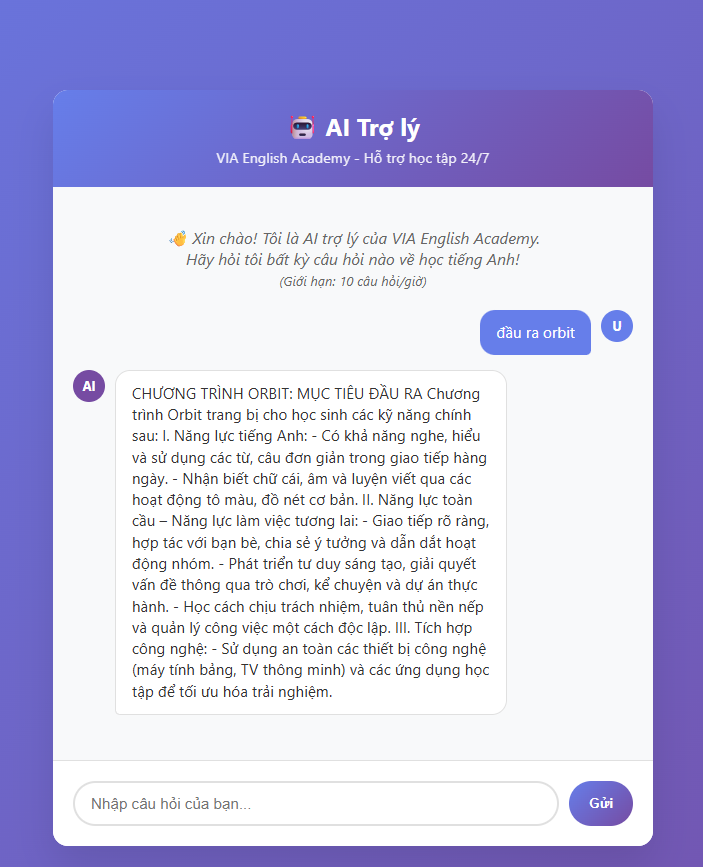 AI Trợ lý
VIA English Academy - Hỗ trợ học tập 24/7
Xin chào! Tôi là AI trợ lý của VIA English Academy.
Hãy hỏi tôi bất kỳ câu hỏi nào về học tiếng Anh!
(Giới hạn: 10 câu hỏi/giờ)
đầu ra orbit
U
AI
CHƯƠNG TRÌNH ORBIT: MỤC TIÊU ĐẦU RA Chương
trình Orbit trang bị cho học sinh các kỹ năng chính
sau: I. Năng lực tiếng Anh: - Có khả năng nghe, hiểu
và sử dụng các từ, câu đơn giản trong giao tiếp hàng
ngày. - Nhận biết chữ cái, âm và luyện viết qua các
hoạt động tô màu, đồ nét cơ bản. II. Năng lực toàn
cầu – Năng lực làm việc tương lai: - Giao tiếp rõ ràng,
hợp tác với bạn bè, chia sẻ ý tưởng và dẫn dắt hoạt
động nhóm. - Phát triển tư duy sáng tạo, giải quyết
vấn đề thông qua trò chơi, kể chuyện và dự án thực
hành. - Học cách chịu trách nhiệm, tuân thủ nền nếp
và quản lý công việc một cách độc lập. III. Tích hợp
công nghệ: - Sử dụng an toàn các thiết bị công nghệ
(máy tính bảng, TV thông minh) và các ứng dụng học
tập để tối ưu hóa trải nghiệm.
Nhập câu hỏi của bạn...
Gửi